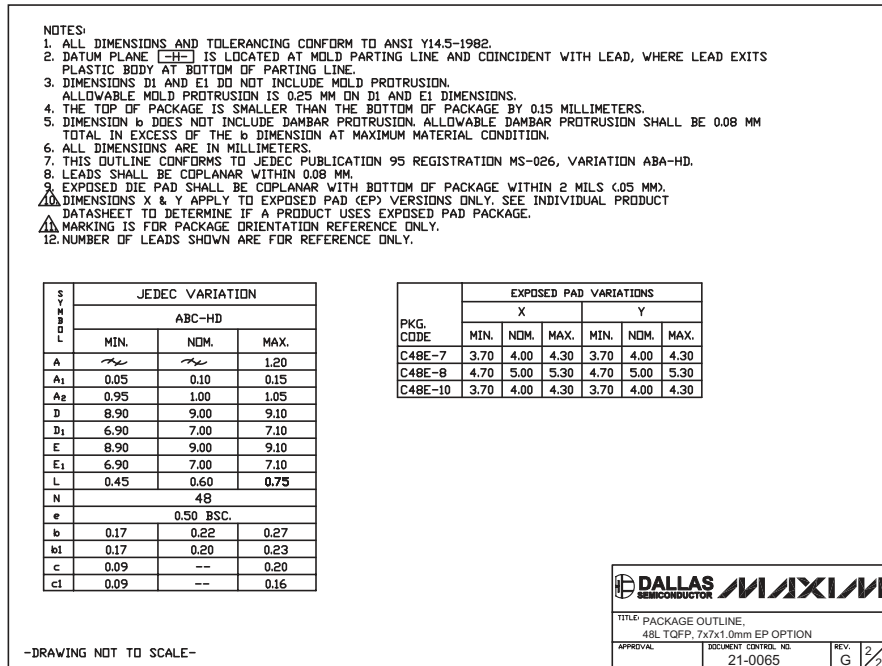 NOTES:
1. ALL DIMENSIONS AND TOLERANCING CONFORM TO ANSI Y14.5-1982.
2. DATUM PLANE -H- IS LOCATED AT MOLD PARTING LINE AND COINCIDENT WITH LEAD, WHERE LEAD EXITS
PLASTIC BODY AT BOTTOM OF PARTING LINE.
3. DIMENSIONS D1 AND E1 DO NOT INCLUDE MOLD PROTRUSION.
ALLOWABLE MOLD PROTRUSION IS 0.25 MM ON D1 AND E1 DIMENSIONS.
4. THE TOP OF PACKAGE IS SMALLER THAN THE BOTTOM OF PACKAGE BY 0.15 MILLIMETERS.
5. DIMENSION b DOES NOT INCLUDE DAMBAR PROTRUSION. ALLOWABLE DAMBAR PROTRUSION SHALL BE 0.08 MM
TOTAL IN EXCESS OF THE b DIMENSION AT MAXIMUM MATERIAL CONDITION.
6. ALL DIMENSIONS ARE IN MILLIMETERS.
7. THIS OUTLINE CONFORMS TO JEDEC PUBLICATION 95 REGISTRATION MS-026, VARIATION ABA-HD.
8. LEADS SHALL BE COPLANAR WITHIN 0.08 MM.
9. EXPOSED DIE PAD SHALL BE COPLANAR WITH BOTTOM OF PACKAGE WITHIN 2 MILS (.05 MM).
10. DIMENSIONS X & Y APPLY TO EXPOSED PAD (EP) VERSIONS ONLY. SEE INDIVIDUAL PRODUCT
DATASHEET TO DETERMINE IF A PRODUCT USES EXPOSED PAD PACKAGE.
11. MARKING IS FOR PACKAGE ORIENTATION REFERENCE ONLY.
12. NUMBER OF LEADS SHOWN ARE FOR REFERENCE ONLY.
SYMBOL JEDEC VARIATION
ABC-HD
MIN. NOM. MAX.
A 1.20
A1 0.05 0.10 0.15
A2 0.95 1.00 1.05
D 8.90 9.00 9.10
D1 6.90 7.00 7.10
E 8.90 9.00 9.10
E1 6.90 7.00 7.10
L 0.45 0.60 0.75
N 48
e 0.50 BSC.
b 0.17 0.22 0.27
b1 0.17 0.20 0.23
c 0.09 -- 0.20
c1 0.09 -- 0.16
EXPOSED PAD VARIATIONS
PKG. CODE X Y
MIN. NOM. MAX. MIN. NOM. MAX.
C48E-7 3.70 4.00 4.30 3.70 4.00 4.30
C48E-8 4.70 5.00 5.30 4.70 5.00 5.30
C48E-10 3.70 4.00 4.30 3.70 4.00 4.30
DALLAS SEMICONDUCTOR MAXIM
TITLE: PACKAGE OUTLINE,
48L TQFP, 7x7x1.0mm EP OPTION
APPROVAL DOCUMENT CONTROL NO. REV.
21-0065 G 2/2
-DRAWING NOT TO SCALE-